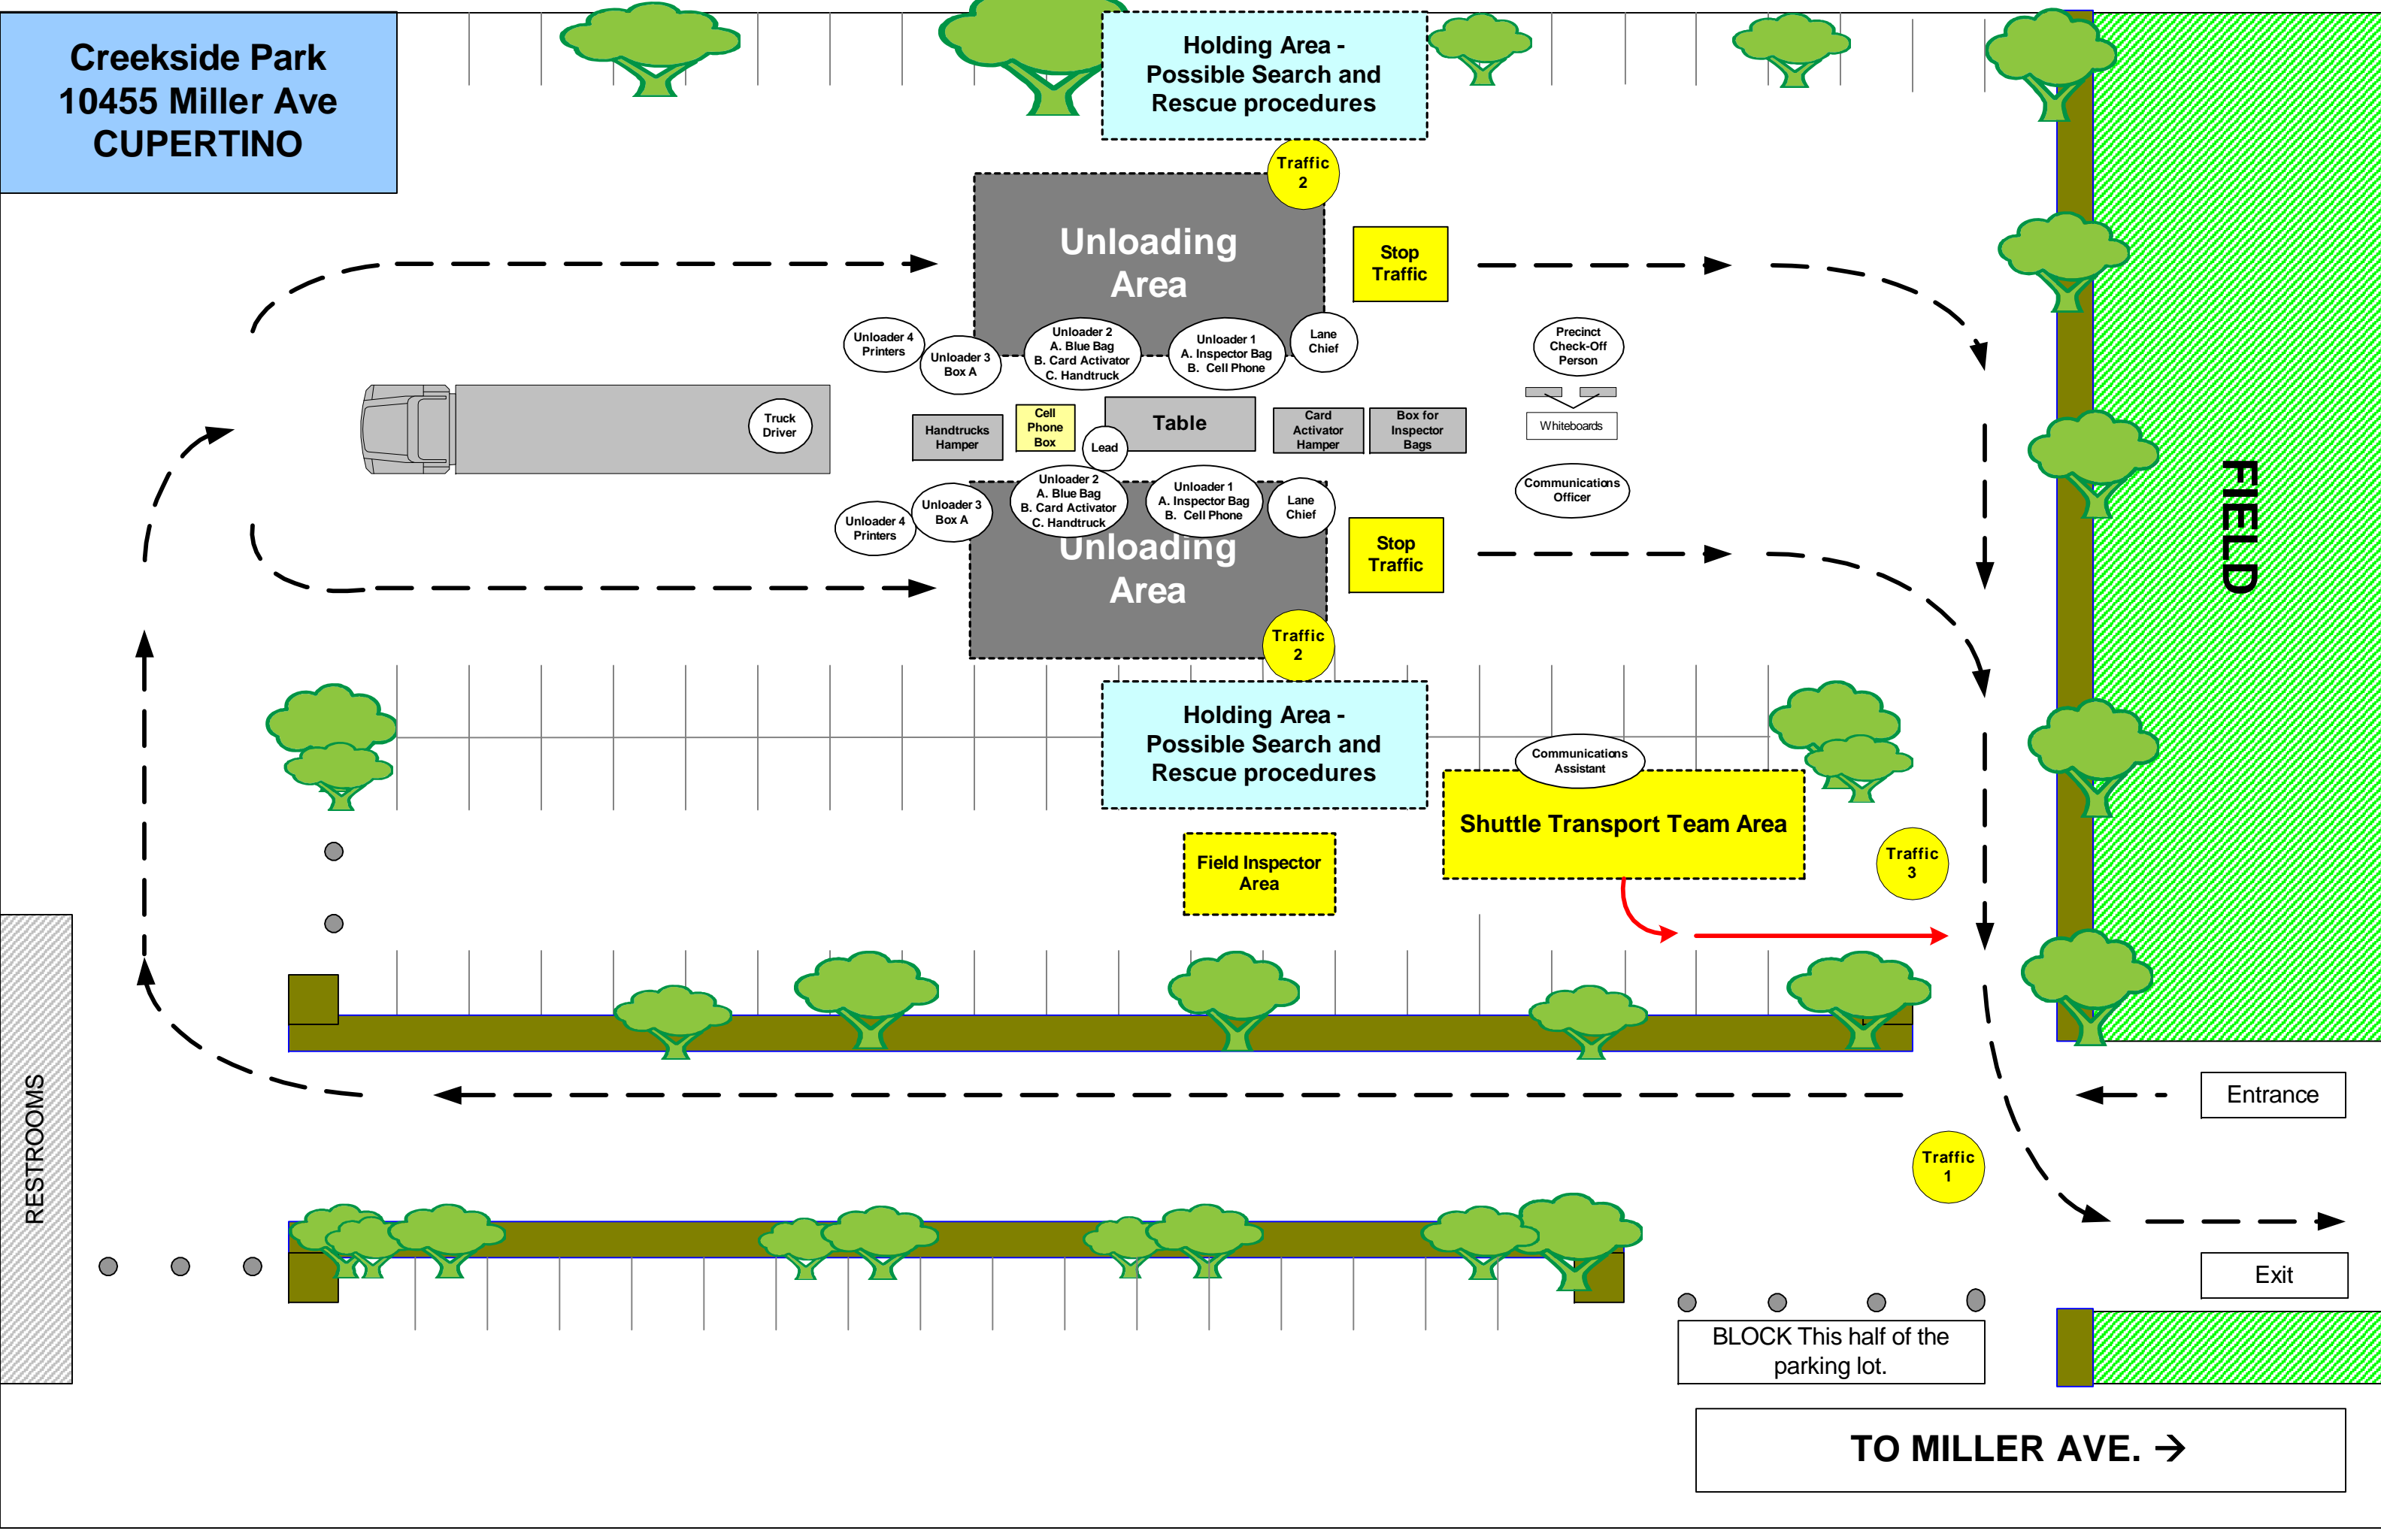 Creekside Park
10455 Miller Ave
CUPERTINO
Holding Area -
Possible Search and
Rescue procedures
Traffic
2
Unloading
Area
Stop
Traffic
Unloader 4
Printers
Unloader 3
Box A
Unloader 2
A. Blue Bag
B. Card Activator
C. Handtruck
Unloader 1
A. Inspector Bag
B. Cell Phone
Lane
Chief
Precinct
Check-Off
Person
Truck
Driver
Handtrucks
Hamper
Cell
Phone
Box
Lead
Table
Card
Activator
Hamper
Box for
Inspector
Bags
Whiteboards
Unloader 4
Printers
Unloader 3
Box A
Unloader 2
A. Blue Bag
B. Card Activator
C. Handtruck
Unloader 1
A. Inspector Bag
B. Cell Phone
Lane
Chief
Communications
Officer
Unloading
Area
Stop
Traffic
Traffic
2
FIELD
Holding Area -
Possible Search and
Rescue procedures
Communications
Assistant
Shuttle Transport Team Area
Field Inspector
Area
Traffic
3
RESTROOMS
Entrance
Traffic
1
Exit
BLOCK This half of the
parking lot.
TO MILLER AVE. →